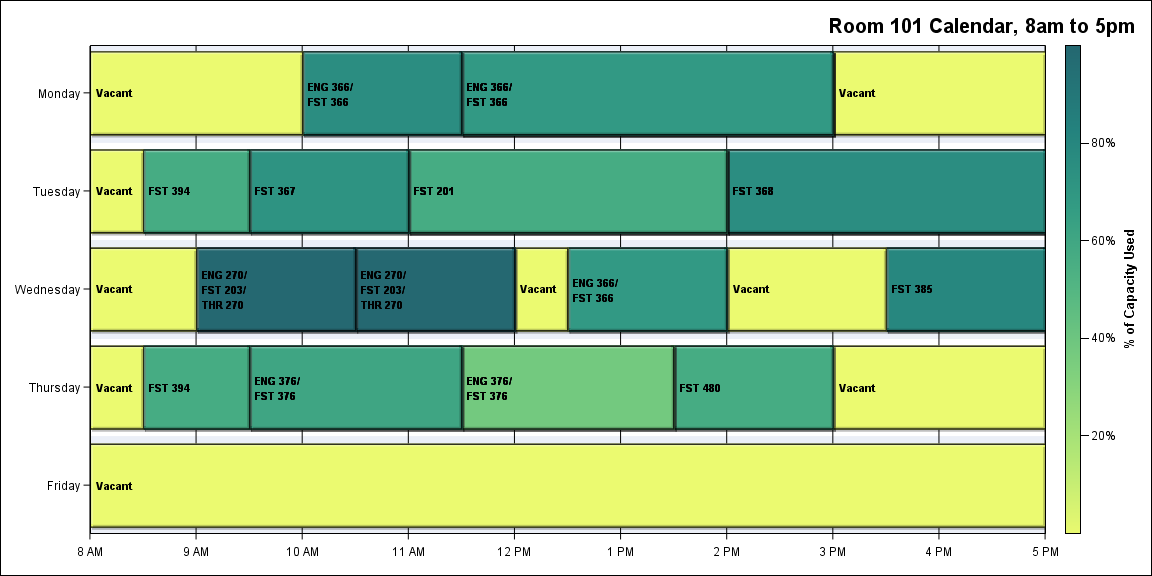 Room 101 Calendar, 8am to 5pm
Monday
Vacant
ENG 366/
FST 366
ENG 366/
FST 366
Vacant
Tuesday
Vacant
FST 394
FST 367
FST 201
FST 368
Wednesday
Vacant
ENG 270/
FST 203/
THR 270
ENG 270/
FST 203/
THR 270
Vacant
ENG 366/
FST 366
Vacant
FST 385
Thursday
Vacant
FST 394
ENG 376/
FST 376
ENG 376/
FST 376
FST 480
Vacant
Friday
Vacant
8 AM 9 AM 10 AM 11 AM 12 PM 1 PM 2 PM 3 PM 4 PM 5 PM
80%
60%
40%
20%
% of Capacity Used